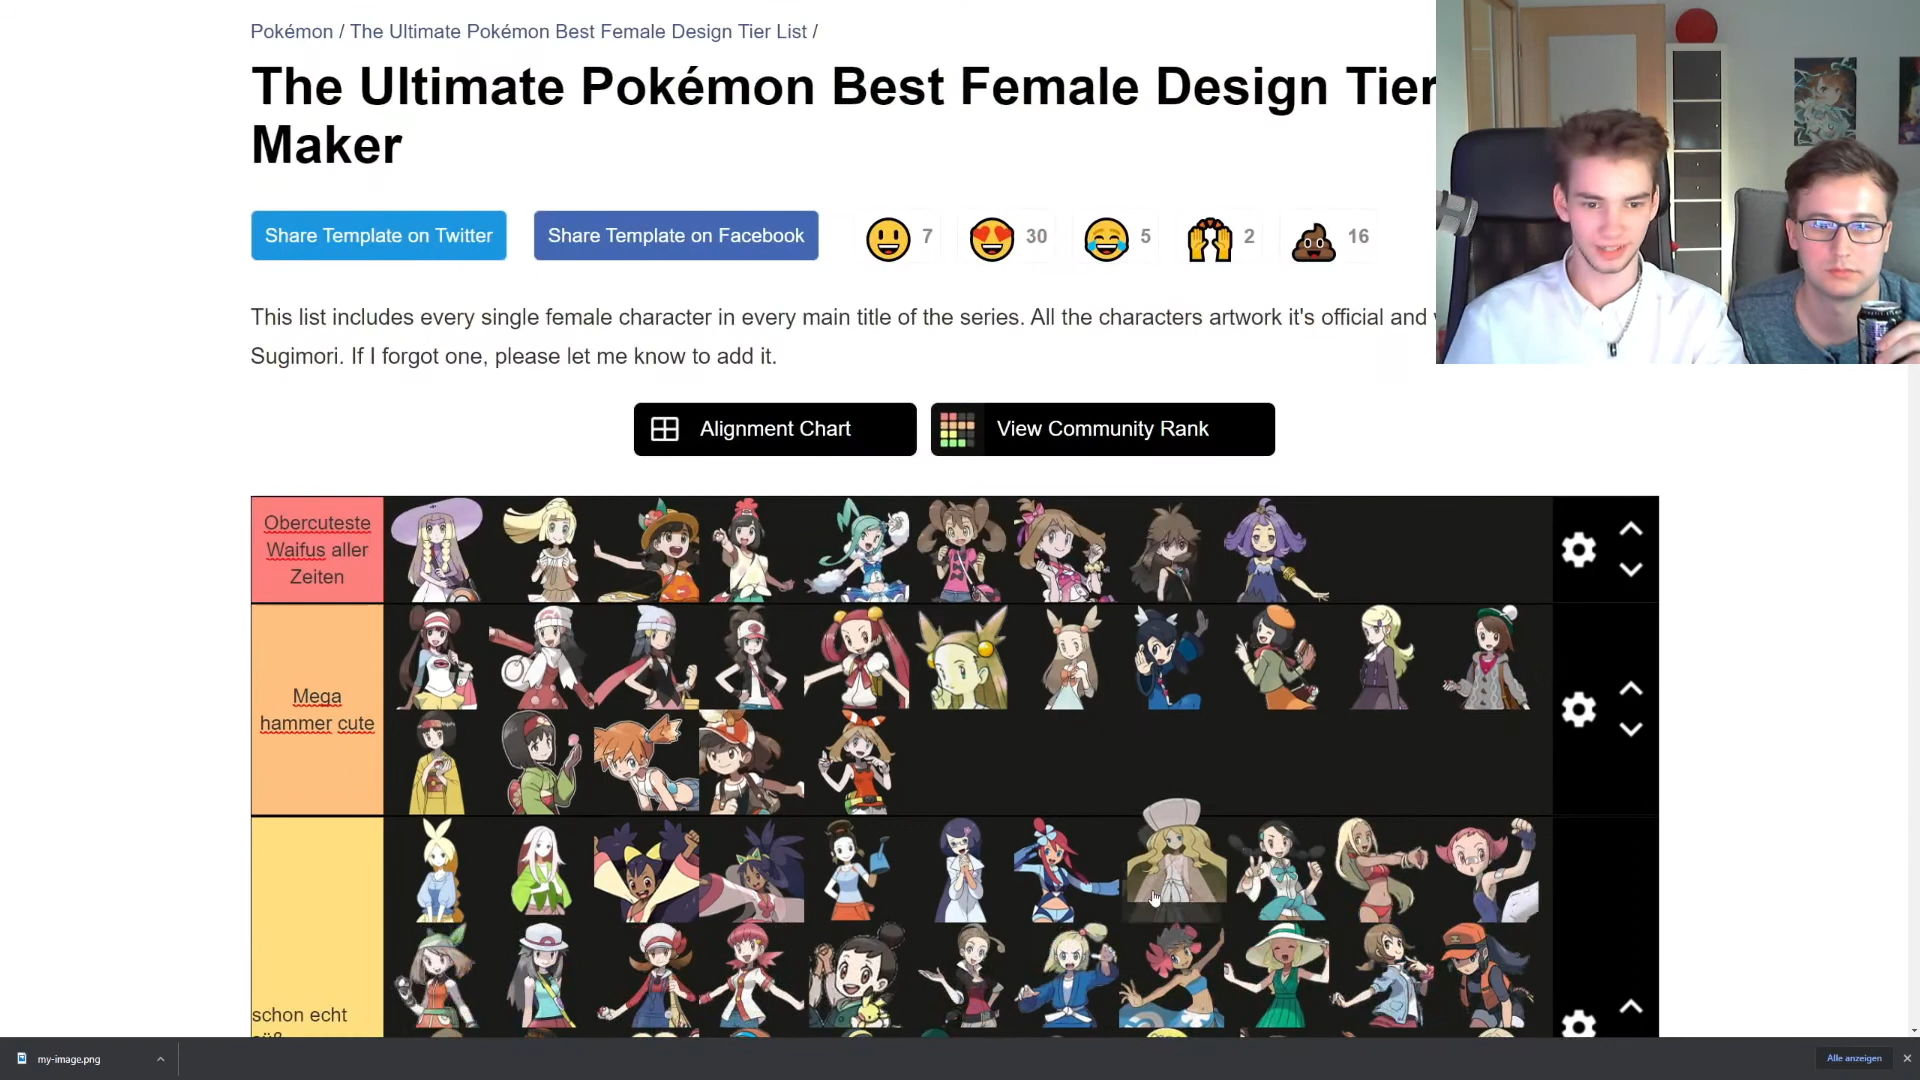 Pokémon / The Ultimate Pokémon Best Female Design Tier List /
The Ultimate Pokémon Best Female Design Tier
Maker
Share Template on Twitter
Share Template on Facebook
7
30
5
2
16
This list includes every single female character in every main title of the series. All the characters artwork it's official and
Sugimori. If I forgot one, please let me know to add it.
Alignment Chart
View Community Rank
Obercuteste
Waifus aller
Zeiten
Mega
hammer cute
schon echt
my-image.png
Alle anzeigen